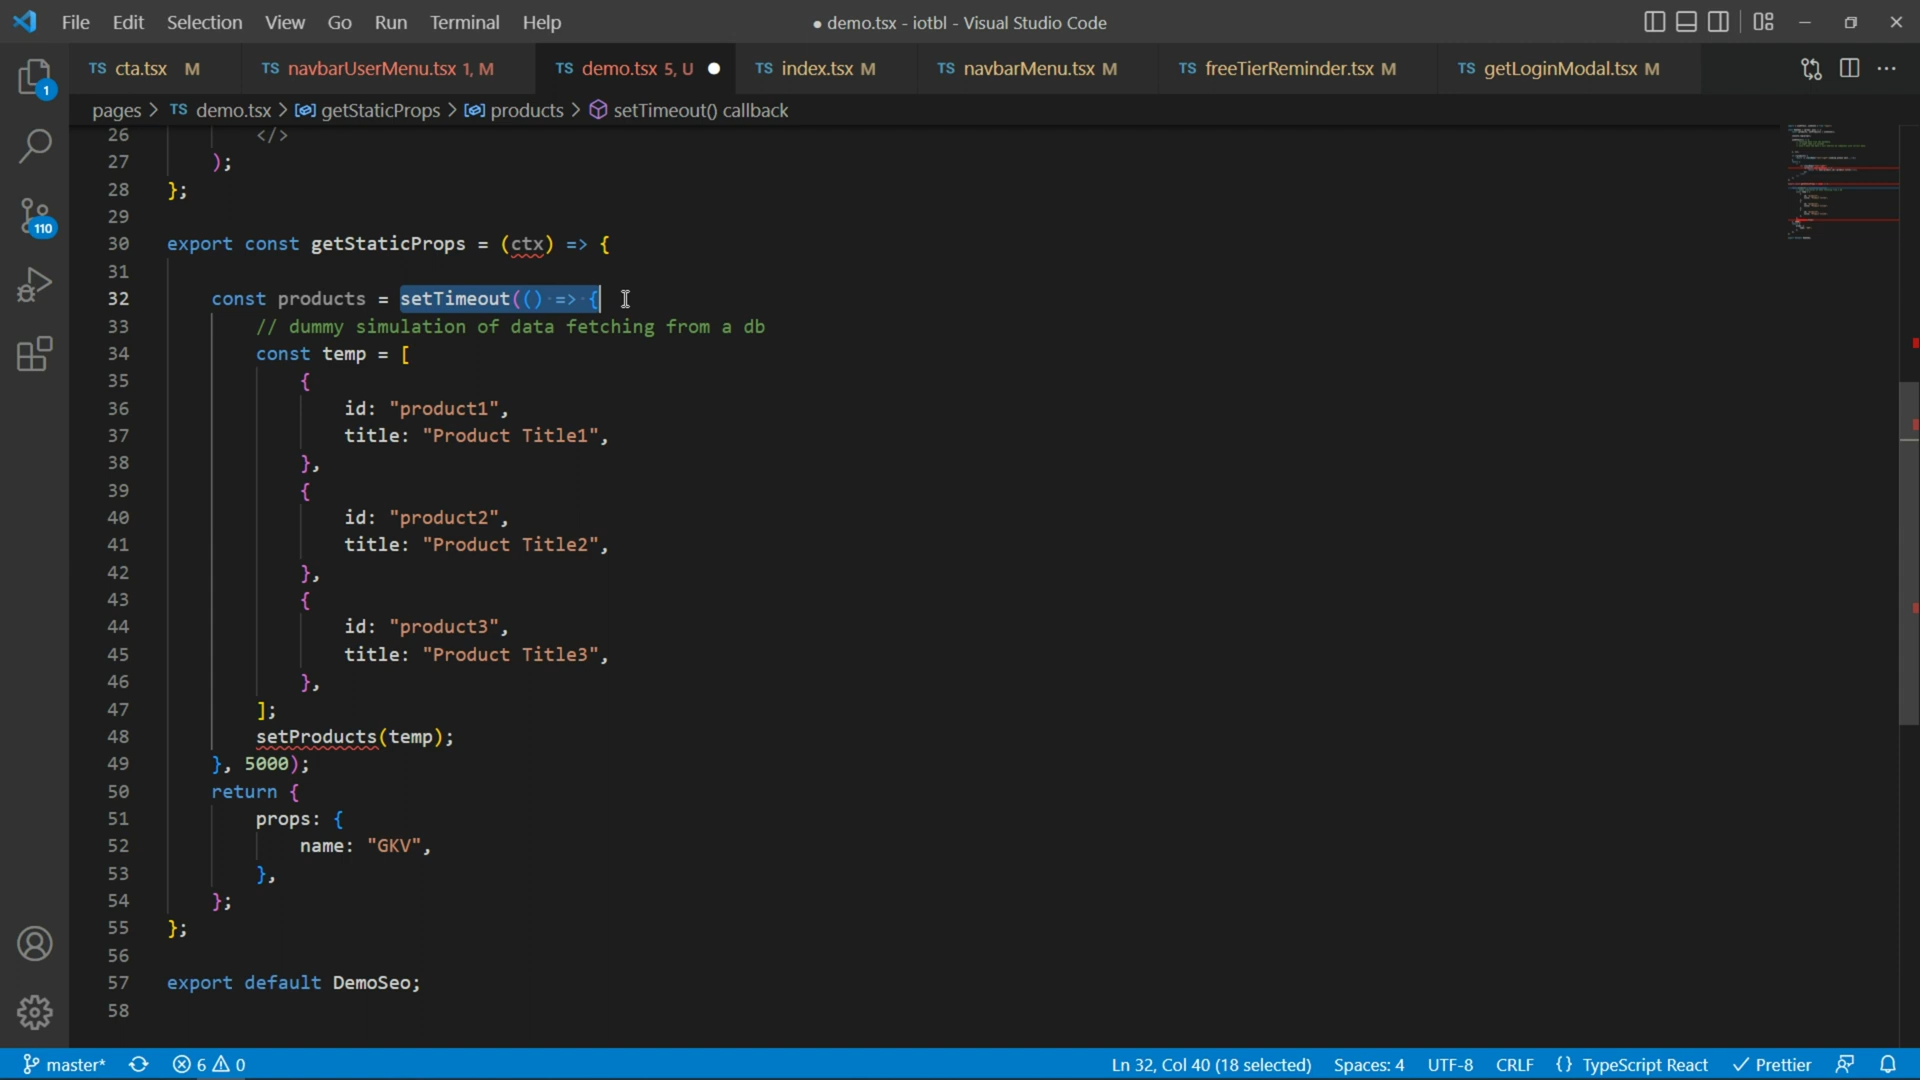 File Edit Selection View Go Run Terminal Help ● demo.tsx - iotbl - Visual Studio Code
TS cta.tsx M TS navbarUserMenu.tsx 1, M TS demo.tsx 5, U TS index.tsx M TS navbarMenu.tsx M TS freeTierReminder.tsx M TS getLoginModal.tsx M
1
pages > TS demo.tsx > getStaticProps > products > setTimeout() callback
110
26 </>
27 );
28 };
29
30 export const getStaticProps = (ctx) => {
31
32 const products = setTimeout(() => {
33 // dummy simulation of data fetching from a db
34 const temp = [
35 {
36 id: "product1",
37 title: "Product Title1",
38 },
39 {
40 id: "product2",
41 title: "Product Title2",
42 },
43 {
44 id: "product3",
45 title: "Product Title3",
46 },
47 ];
48 setProducts(temp);
49 }, 5000);
50 return {
51 props: {
52 name: "GKV",
53 },
54 };
55 };
56
57 export default DemoSeo;
58
master* 6 0 Ln 32, Col 40 (18 selected) Spaces: 4 UTF-8 CRLF {} TypeScript React Prettier